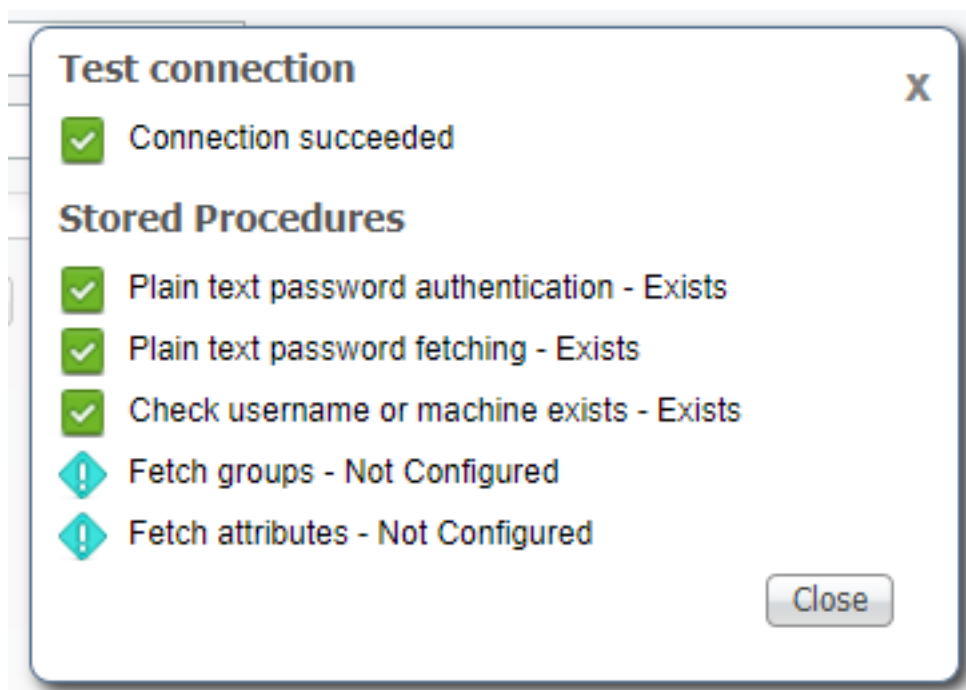 Test connection
X
Connection succeeded
Stored Procedures
Plain text password authentication - Exists
Plain text password fetching - Exists
Check username or machine exists - Exists
Fetch groups - Not Configured
Fetch attributes - Not Configured
Close